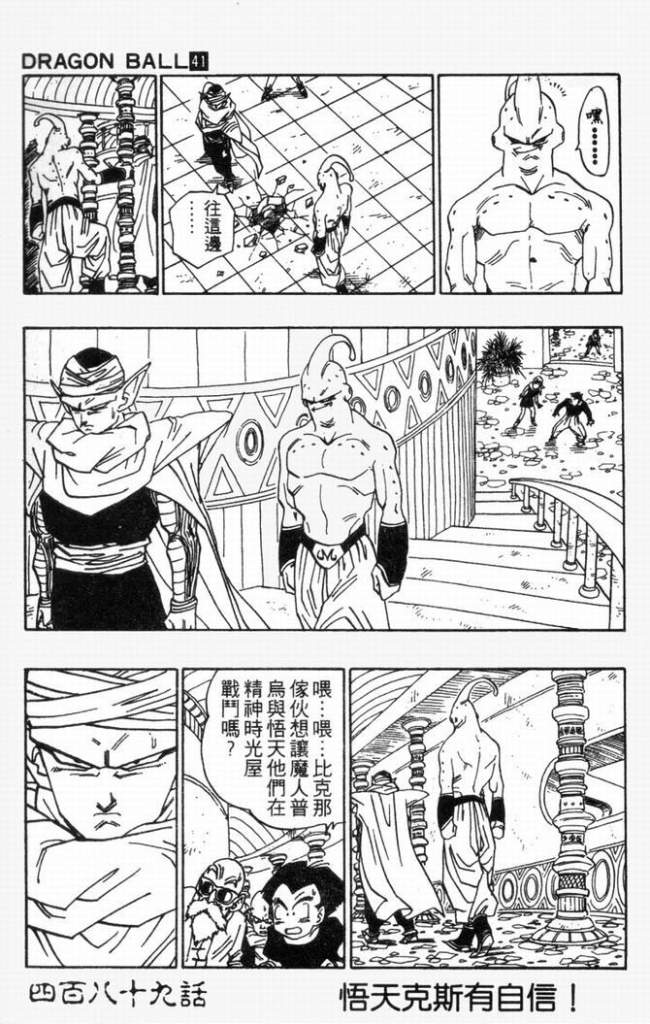 DRAGON BALL 41
嘿
⋯⋯
往這邊
⋯⋯
喂⋯喂⋯比克那
傢伙想讓魔人普
烏與悟天他們在
精神時光屋
戰鬥嗎？
四百八十九話
悟天克斯有自信！